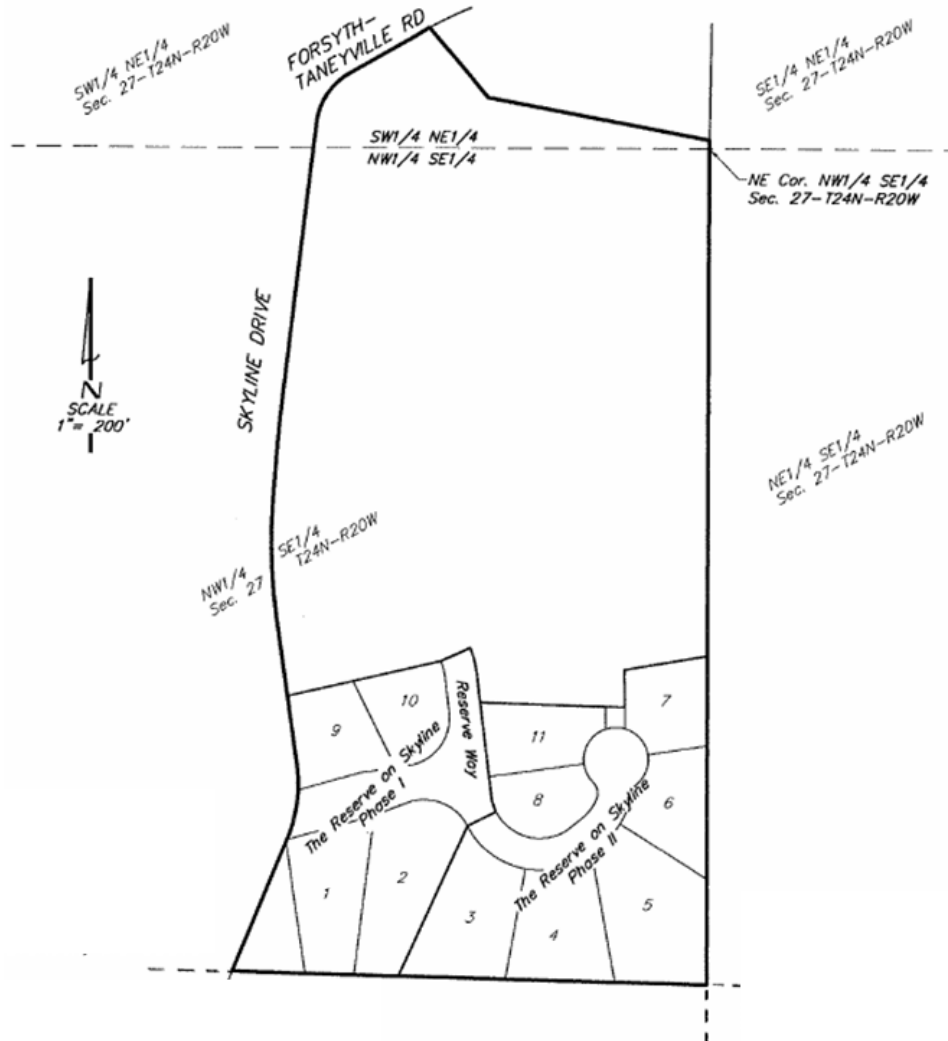 FORSYTH-
TANEYVILLE RD
SW1/4 NE1/4
Sec. 27-T24N-R20W
SE1/4 NE1/4
Sec. 27-T24N-R20W
SW1/4 NE1/4
NW1/4 SE1/4
NE Cor. NW1/4 SE1/4
Sec. 27-T24N-R20W
SKYLINE DRIVE
N
SCALE
1"= 200'
NE1/4 SE1/4
Sec. 27-T24N-R20W
NW1/4 SE1/4
Sec. 27 T24N-R20W
7
10
9
Reserve Way
11
The Reserve on Skyline
Phase I
8
6
The Reserve on Skyline
Phase II
1
2
3
4
5